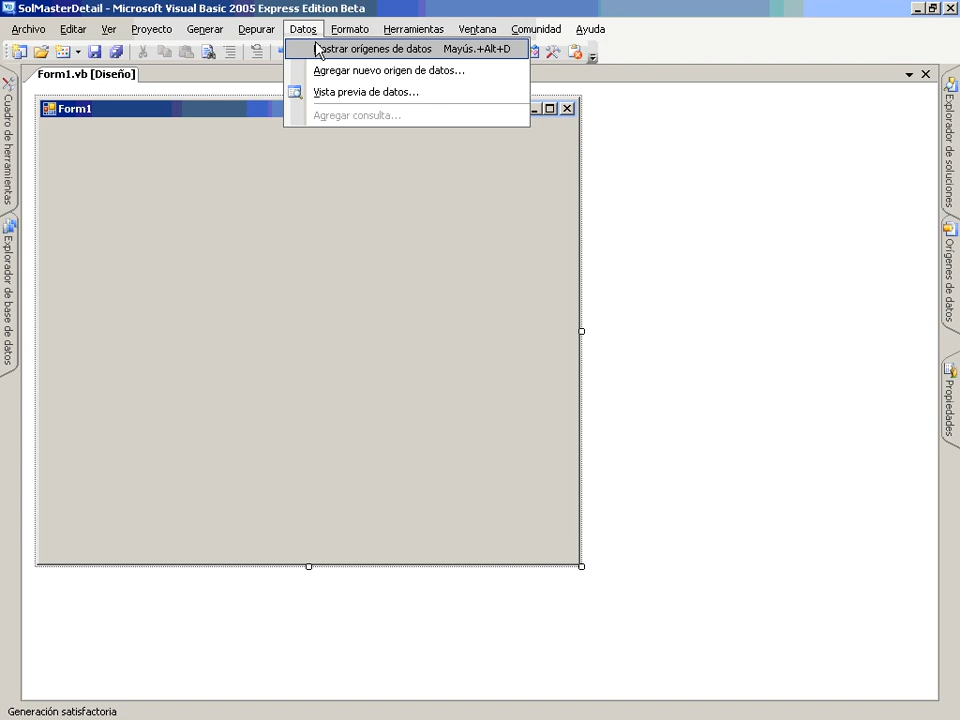 SolMasterDetail - Microsoft Visual Basic 2005 Express Edition Beta
Archivo Editar Ver Proyecto Generar Depurar Datos Formato Herramientas Ventana Comunidad Ayuda
orígenes de datos Mayús.+Alt+D
Agregar nuevo origen de datos...
Vista previa de datos...
Agregar consulta...
Form1.vb [Diseño]
Form1
Cuadro de herramientas
Explorador de base de datos
Explorador de soluciones
Orígenes de datos
Propiedades
Generación satisfactoria